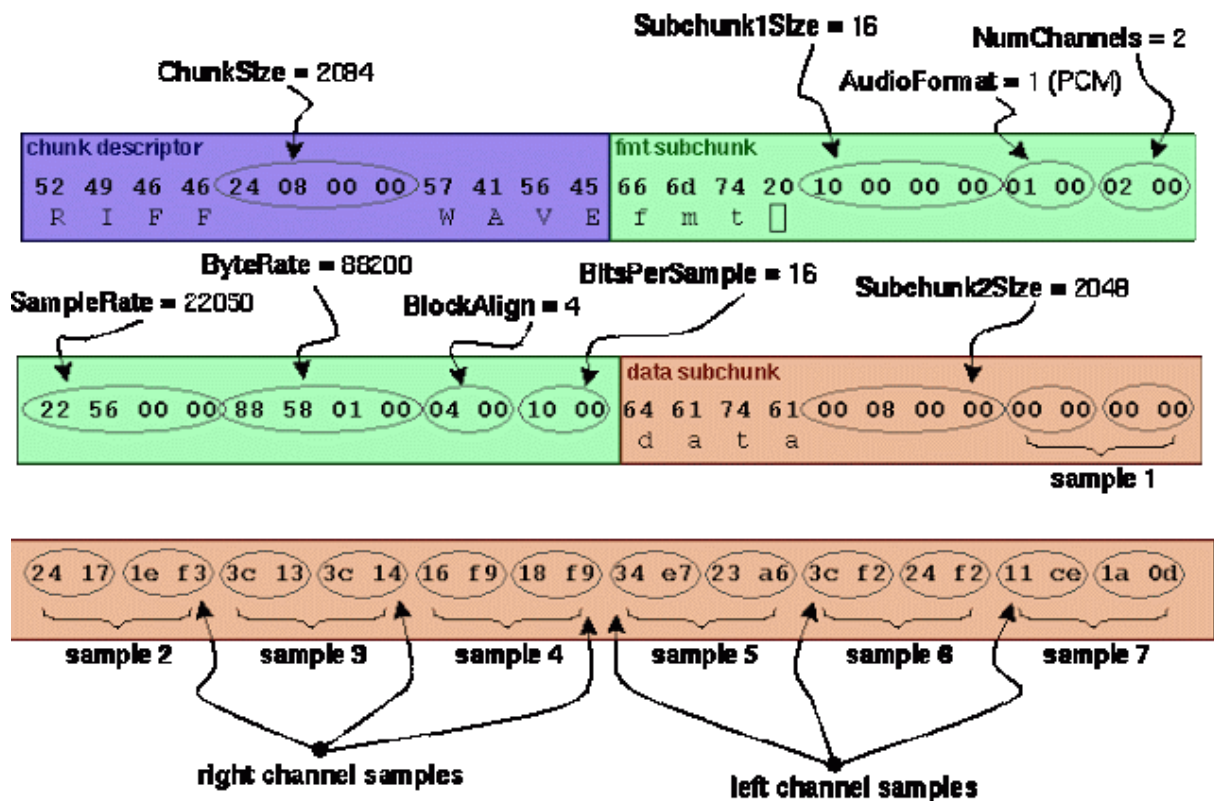 Subchunk1Size = 16
NumChannels = 2
ChunkSize = 2084
AudioFormat = 1 (PCM)
chunk descriptor
fmt subchunk
52 49 46 46 24 08 00 00 57 41 56 45 66 6d 74 20 10 00 00 00 01 00 02 00
R I F F W A V E f m t
ByteRate = 88200
BitsPerSample = 16
Subchunk2Size = 2048
SampleRate = 22050
BlockAlign = 4
data subchunk
22 56 00 00 88 58 01 00 04 00 10 00 64 61 74 61 00 08 00 00 00 00 00 00
d a t a
sample 1
24 17 1e f3 3c 13 3c 14 16 f9 18 f9 34 e7 23 a6 3c f2 24 f2 11 ce 1a 0d
sample 2 sample 3 sample 4 sample 5 sample 6 sample 7
right channel samples
left channel samples